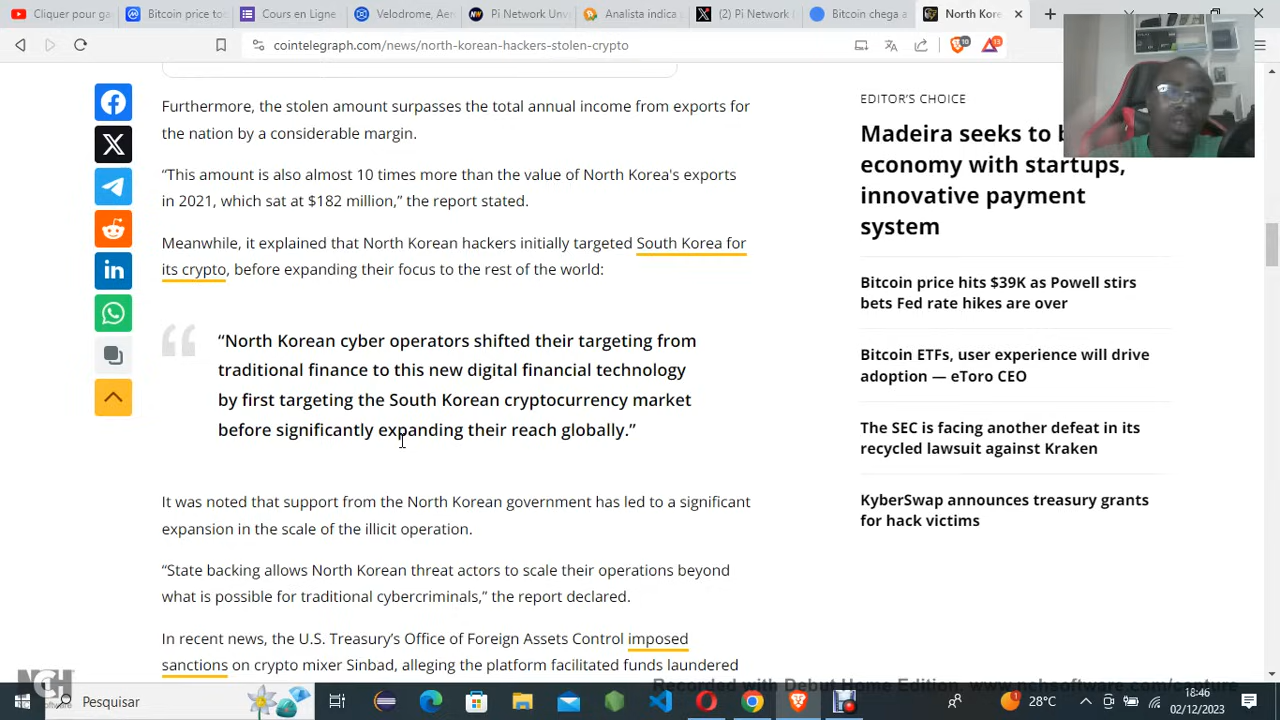 Cliquer pour ga
Bitcoin price to
Cours en Ligne
Velodrome, Aer
Pi Network Unv
Analista indica
(2) Pi Network
Bitcoin chega a
North Kore
cointelegraph.com/news/north-korean-hackers-stolen-crypto
10
13
Furthermore, the stolen amount surpasses the total annual income from exports for
the nation by a considerable margin.
“This amount is also almost 10 times more than the value of North Korea's exports
in 2021, which sat at $182 million,” the report stated.
Meanwhile, it explained that North Korean hackers initially targeted South Korea for
its crypto, before expanding their focus to the rest of the world:
“North Korean cyber operators shifted their targeting from
traditional finance to this new digital financial technology
by first targeting the South Korean cryptocurrency market
before significantly expanding their reach globally.”
It was noted that support from the North Korean government has led to a significant
expansion in the scale of the illicit operation.
“State backing allows North Korean threat actors to scale their operations beyond
what is possible for traditional cybercriminals,” the report declared.
In recent news, the U.S. Treasury’s Office of Foreign Assets Control imposed
sanctions on crypto mixer Sinbad, alleging the platform facilitated funds laundered
EDITOR’S CHOICE
Madeira seeks to
economy with startups,
innovative payment
system
Bitcoin price hits $39K as Powell stirs
bets Fed rate hikes are over
Bitcoin ETFs, user experience will drive
adoption — eToro CEO
The SEC is facing another defeat in its
recycled lawsuit against Kraken
KyberSwap announces treasury grants
for hack victims
NCH
Recorded with Debut Home Edition. www.nchsoftware.com/capture
Pesquisar
1
28°C
18:46
02/12/2023